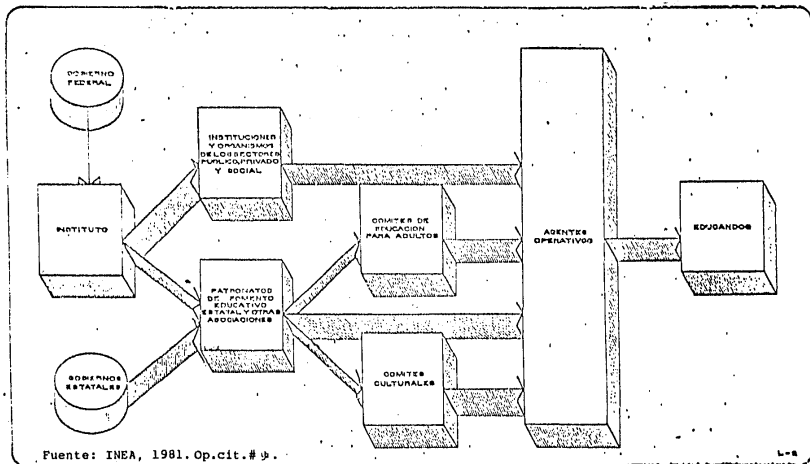 GOBIERNO
FEDERAL
INSTITUCIONES
Y ORGANISMOS
DE LOS SECTORES
PUBLICO, PRIVADO
Y SOCIAL
INSTITUTO
COMITES DE
EDUCACION
PARA ADULTOS
AGENTES
OPERATIVOS
EDUCANDOS
PATRONATOS
DE FOMENTO
EDUCATIVO
ESTATAL Y OTRAS
ASOCIACIONES
GOBIERNOS
ESTATALES
COMITES
CULTURALES
Fuente: INEA, 1981. Op.cit.#